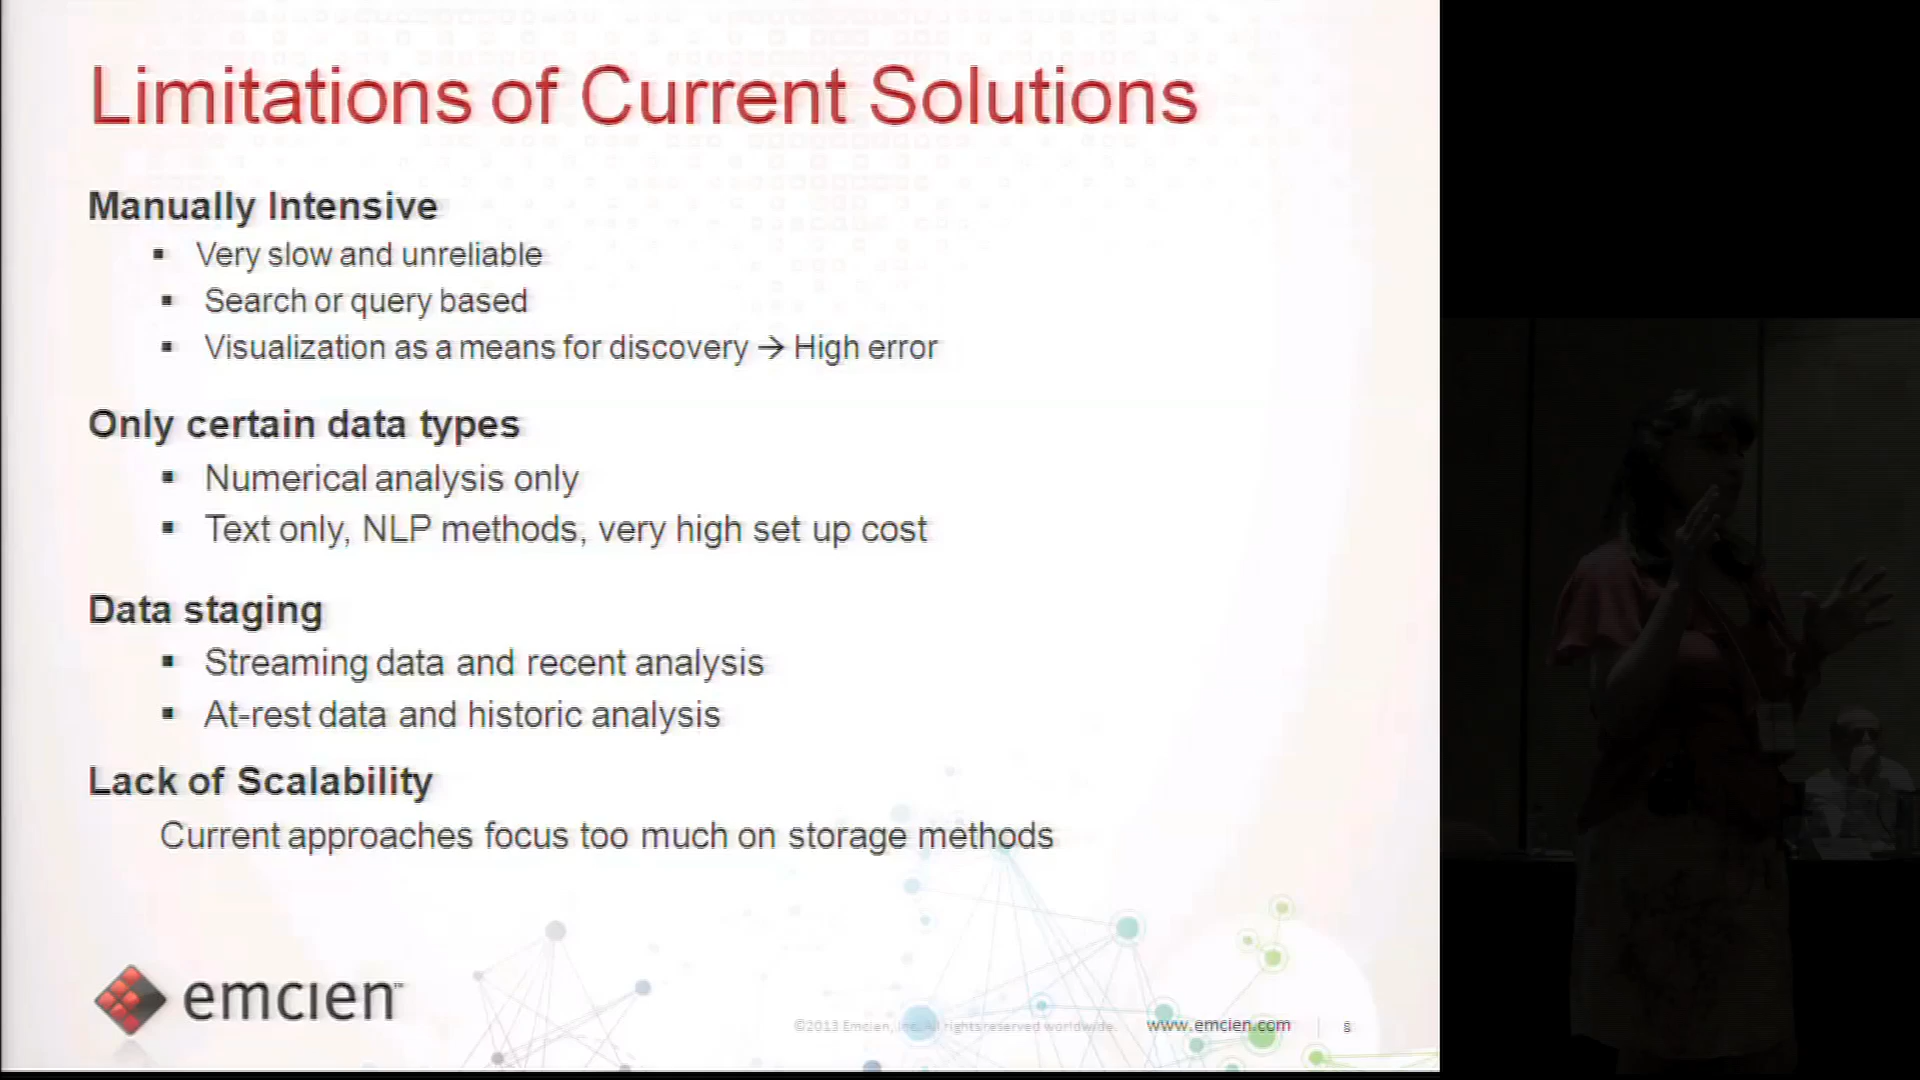 Limitations of Current Solutions
Manually Intensive
▪ Very slow and unreliable
▪ Search or query based
▪ Visualization as a means for discovery → High error
Only certain data types
▪ Numerical analysis only
▪ Text only, NLP methods, very high set up cost
Data staging
▪ Streaming data and recent analysis
▪ At-rest data and historic analysis
Lack of Scalability
Current approaches focus too much on storage methods
emcien™
©2013 Emcien, Inc. All rights reserved worldwide. www.emcien.com | 8